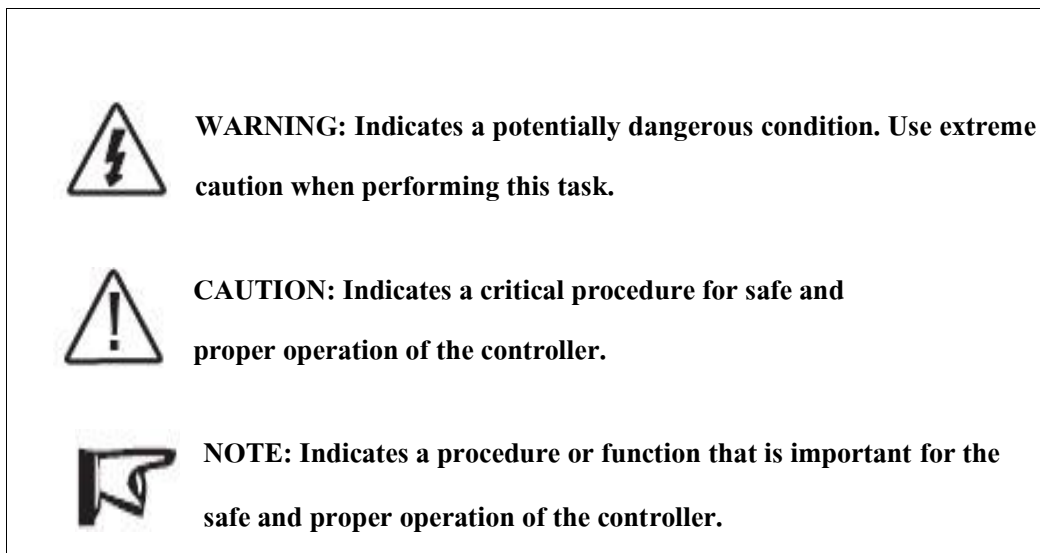 WARNING: Indicates a potentially dangerous condition. Use extreme
caution when performing this task.
CAUTION: Indicates a critical procedure for safe and
proper operation of the controller.
NOTE: Indicates a procedure or function that is important for the
safe and proper operation of the controller.